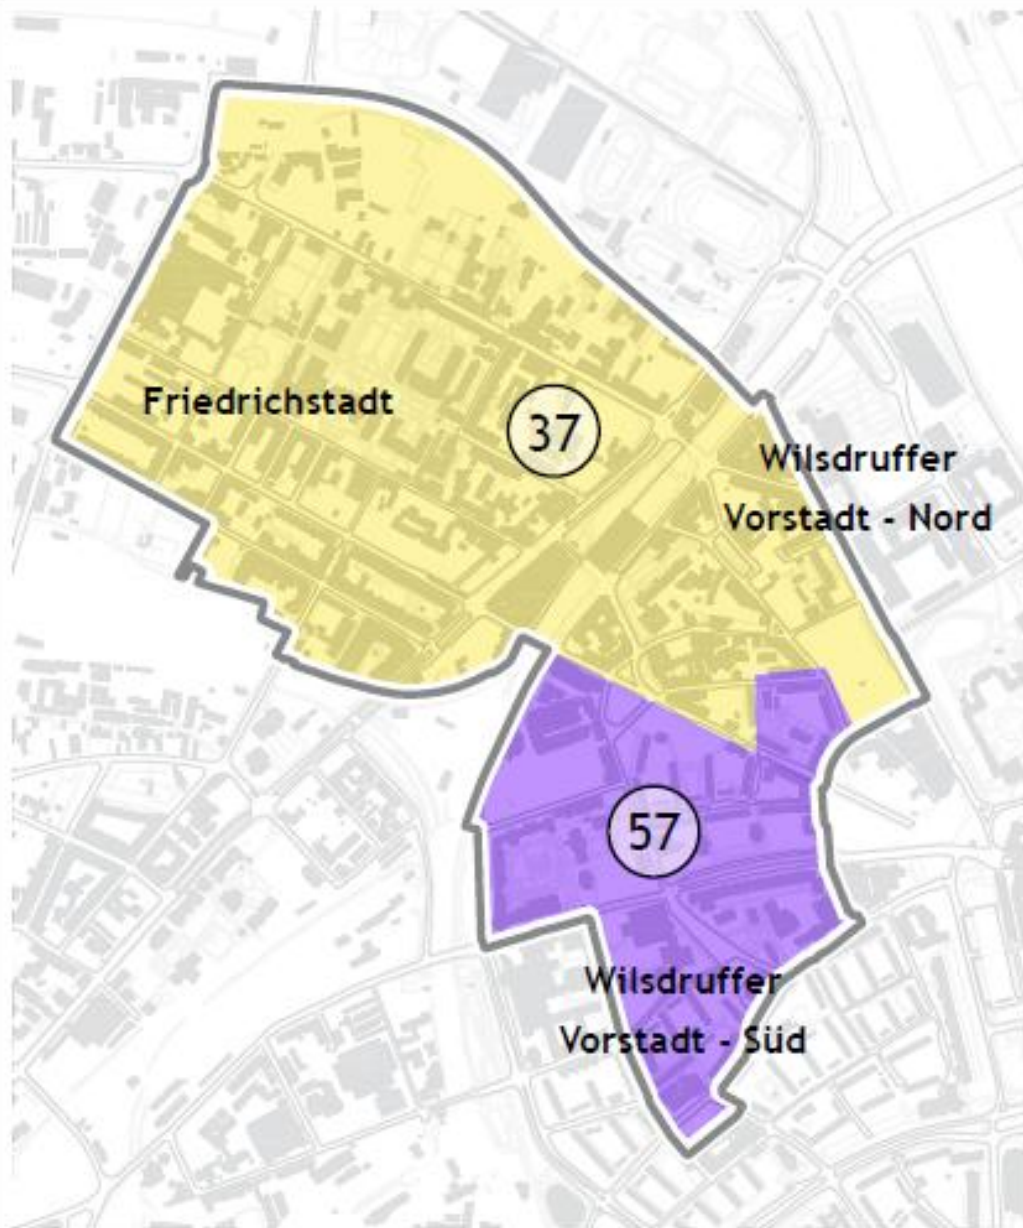 Friedrichstadt
37
Wilsdruffer
Vorstadt - Nord
57
Wilsdruffer
Vorstadt - Süd